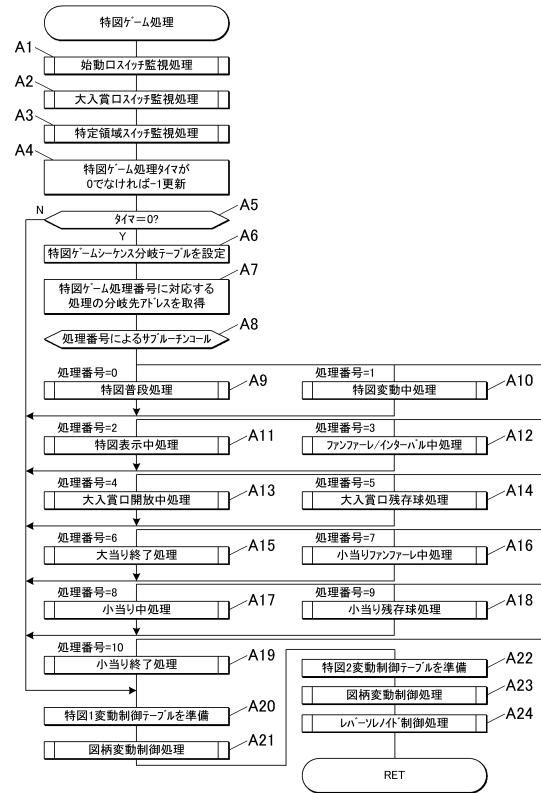 特図ゲーム処理
A1
始動口スイッチ監視処理
A2
大入賞口スイッチ監視処理
A3
特定領域スイッチ監視処理
A4
特図ゲーム処理タイマが
0でなければ-1更新
A5
タイマ=0?
N
Y
A6
特図ゲームシーケンス分岐テーブルを設定
A7
特図ゲーム処理番号に対応する
処理の分岐先アドレスを取得
A8
処理番号によるサブルーチンコール
処理番号=0
特図普段処理
A9
処理番号=1
特図変動中処理
A10
処理番号=2
特図表示中処理
A11
処理番号=3
ファンファーレ/インターバル中処理
A12
処理番号=4
大入賞口開放中処理
A13
処理番号=5
大入賞口残存球処理
A14
処理番号=6
大当り終了処理
A15
処理番号=7
小当りファンファーレ中処理
A16
処理番号=8
小当り中処理
A17
処理番号=9
小当り残存球処理
A18
処理番号=10
小当り終了処理
A19
特図1変動制御テーブルを準備
A20
図柄変動制御処理
A21
特図2変動制御テーブルを準備
A22
図柄変動制御処理
A23
レバーソレノイド制御処理
A24
RET